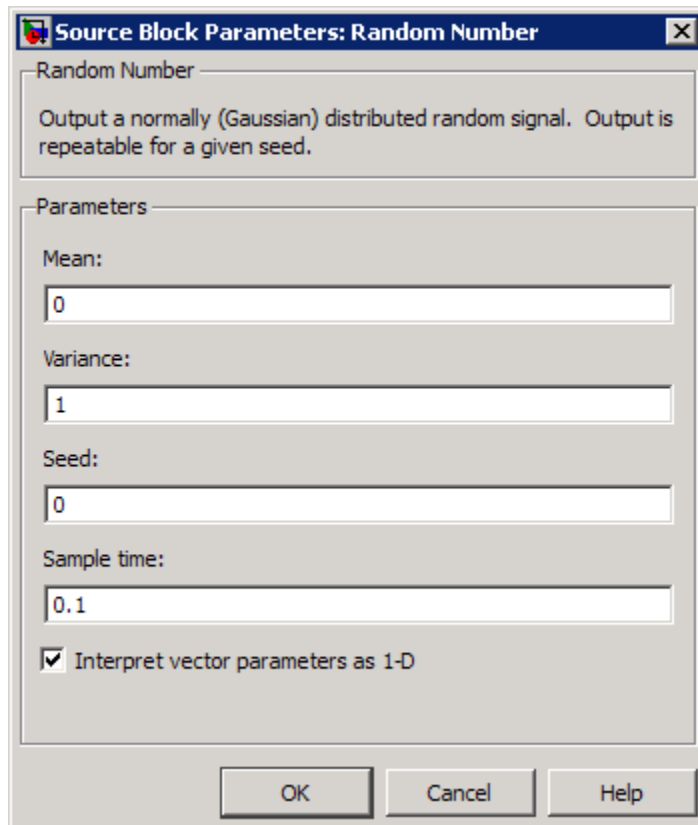 Source Block Parameters: Random Number
Random Number
Output a normally (Gaussian) distributed random signal.  Output is
repeatable for a given seed.
Parameters
Mean:
0
Variance:
1
Seed:
0
Sample time:
0.1
Interpret vector parameters as 1-D
OK
Cancel
Help